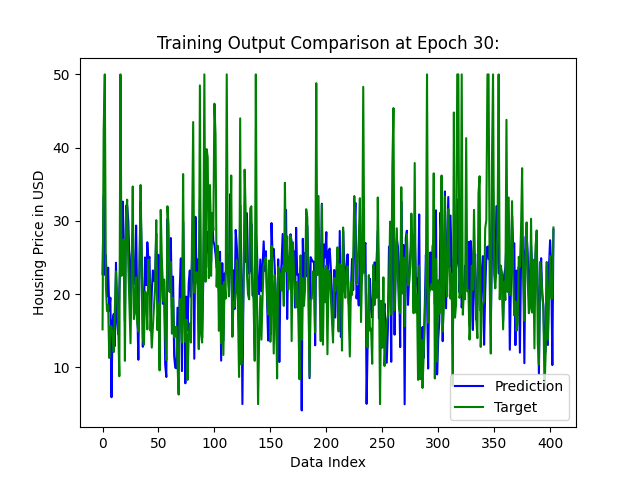 Training Output Comparison at Epoch 30:
50
40
30
20
10
Housing Price in USD
0 50 100 150 200 250 300 350 400
Data Index
Prediction
Target